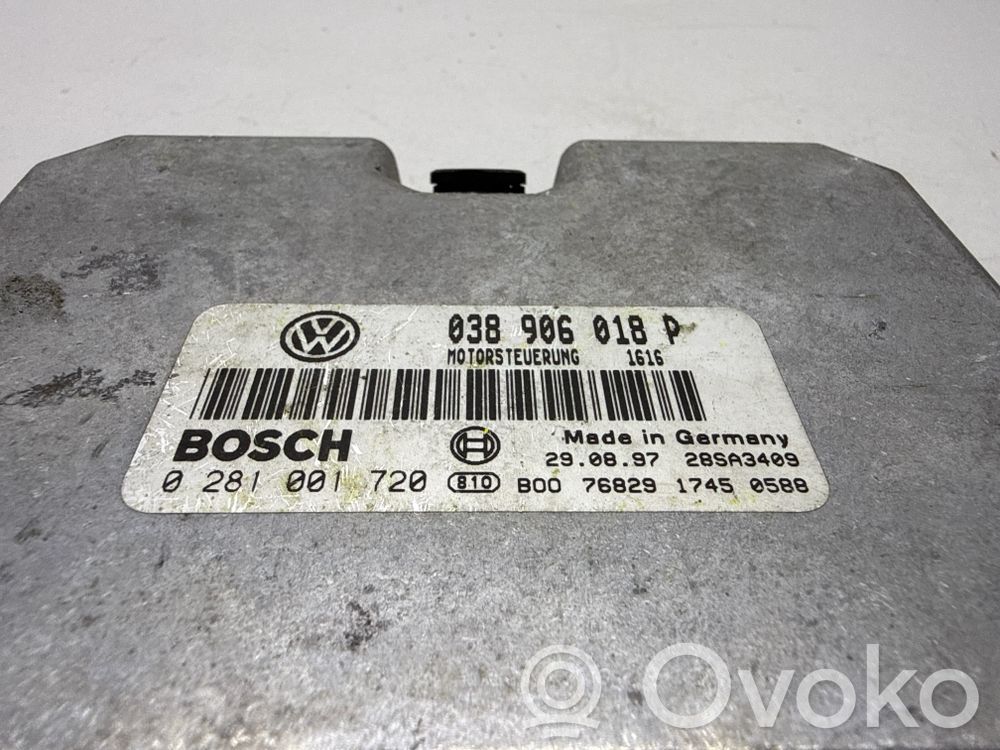 038 906 018 P
MOTORSTEUERUNG 1616
BOSCH
Made in Germany
29.08.97 28SA3409
0 281 001 720 810 B00 76829 1745 0588
Ovoko